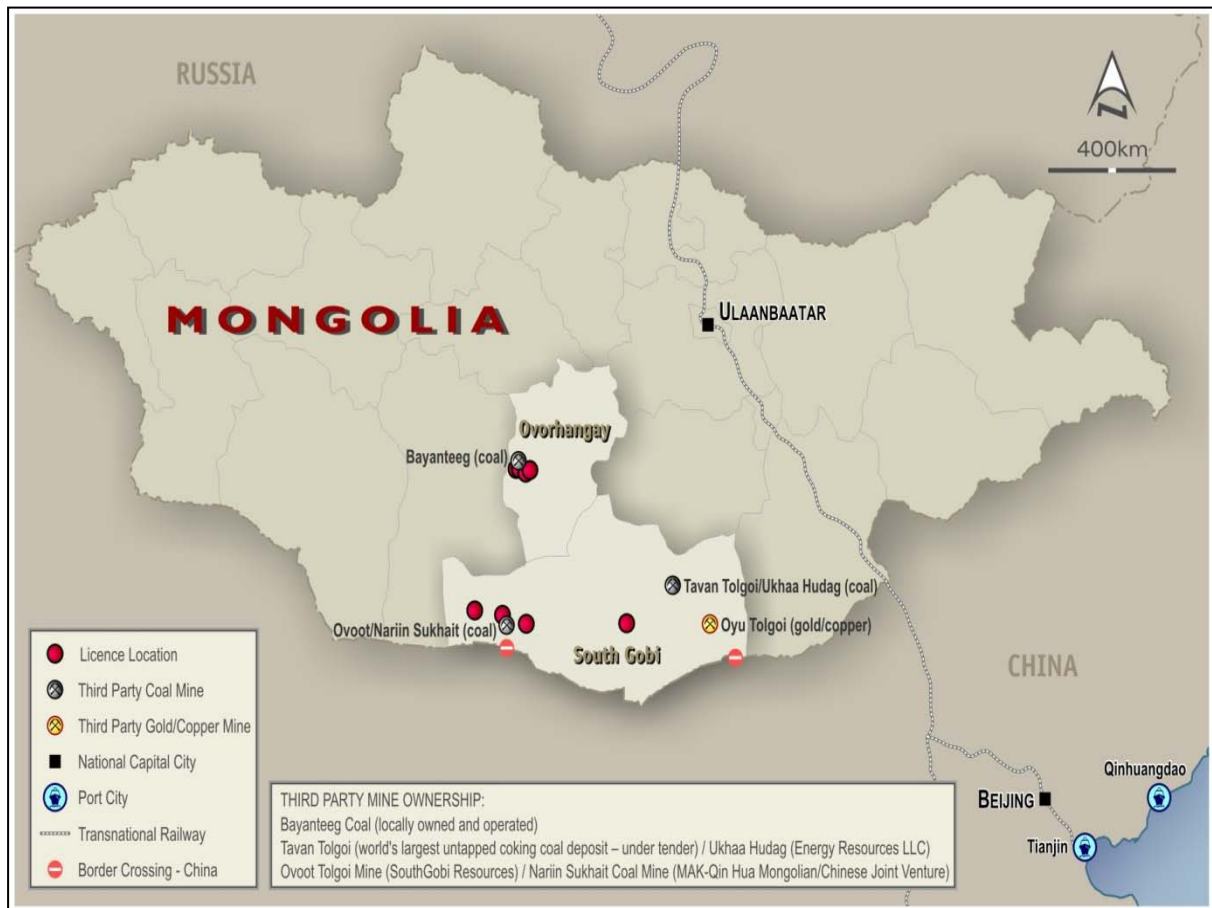 RUSSIA
400km
MONGOLIA
ULAANBAATAR
Ovorhangay
Bayanteeg (coal)
Tavan Tolgoi/Ukhaa Hudag (coal)
Ovoot/Nariin Sukhait (coal)
Oyu Tolgoi (gold/copper)
South Gobi
CHINA
Qinhuangdao
BEIJING
Tianjin
Licence Location
Third Party Coal Mine
Third Party Gold/Copper Mine
National Capital City
Port City
Transnational Railway
Border Crossing - China
THIRD PARTY MINE OWNERSHIP:
Bayanteeg Coal (locally owned and operated)
Tavan Tolgoi (world's largest untapped coking coal deposit – under tender) / Ukhaa Hudag (Energy Resources LLC)
Ovoot Tolgoi Mine (SouthGobi Resources) / Nariin Sukhait Coal Mine (MAK-Qin Hua Mongolian/Chinese Joint Venture)